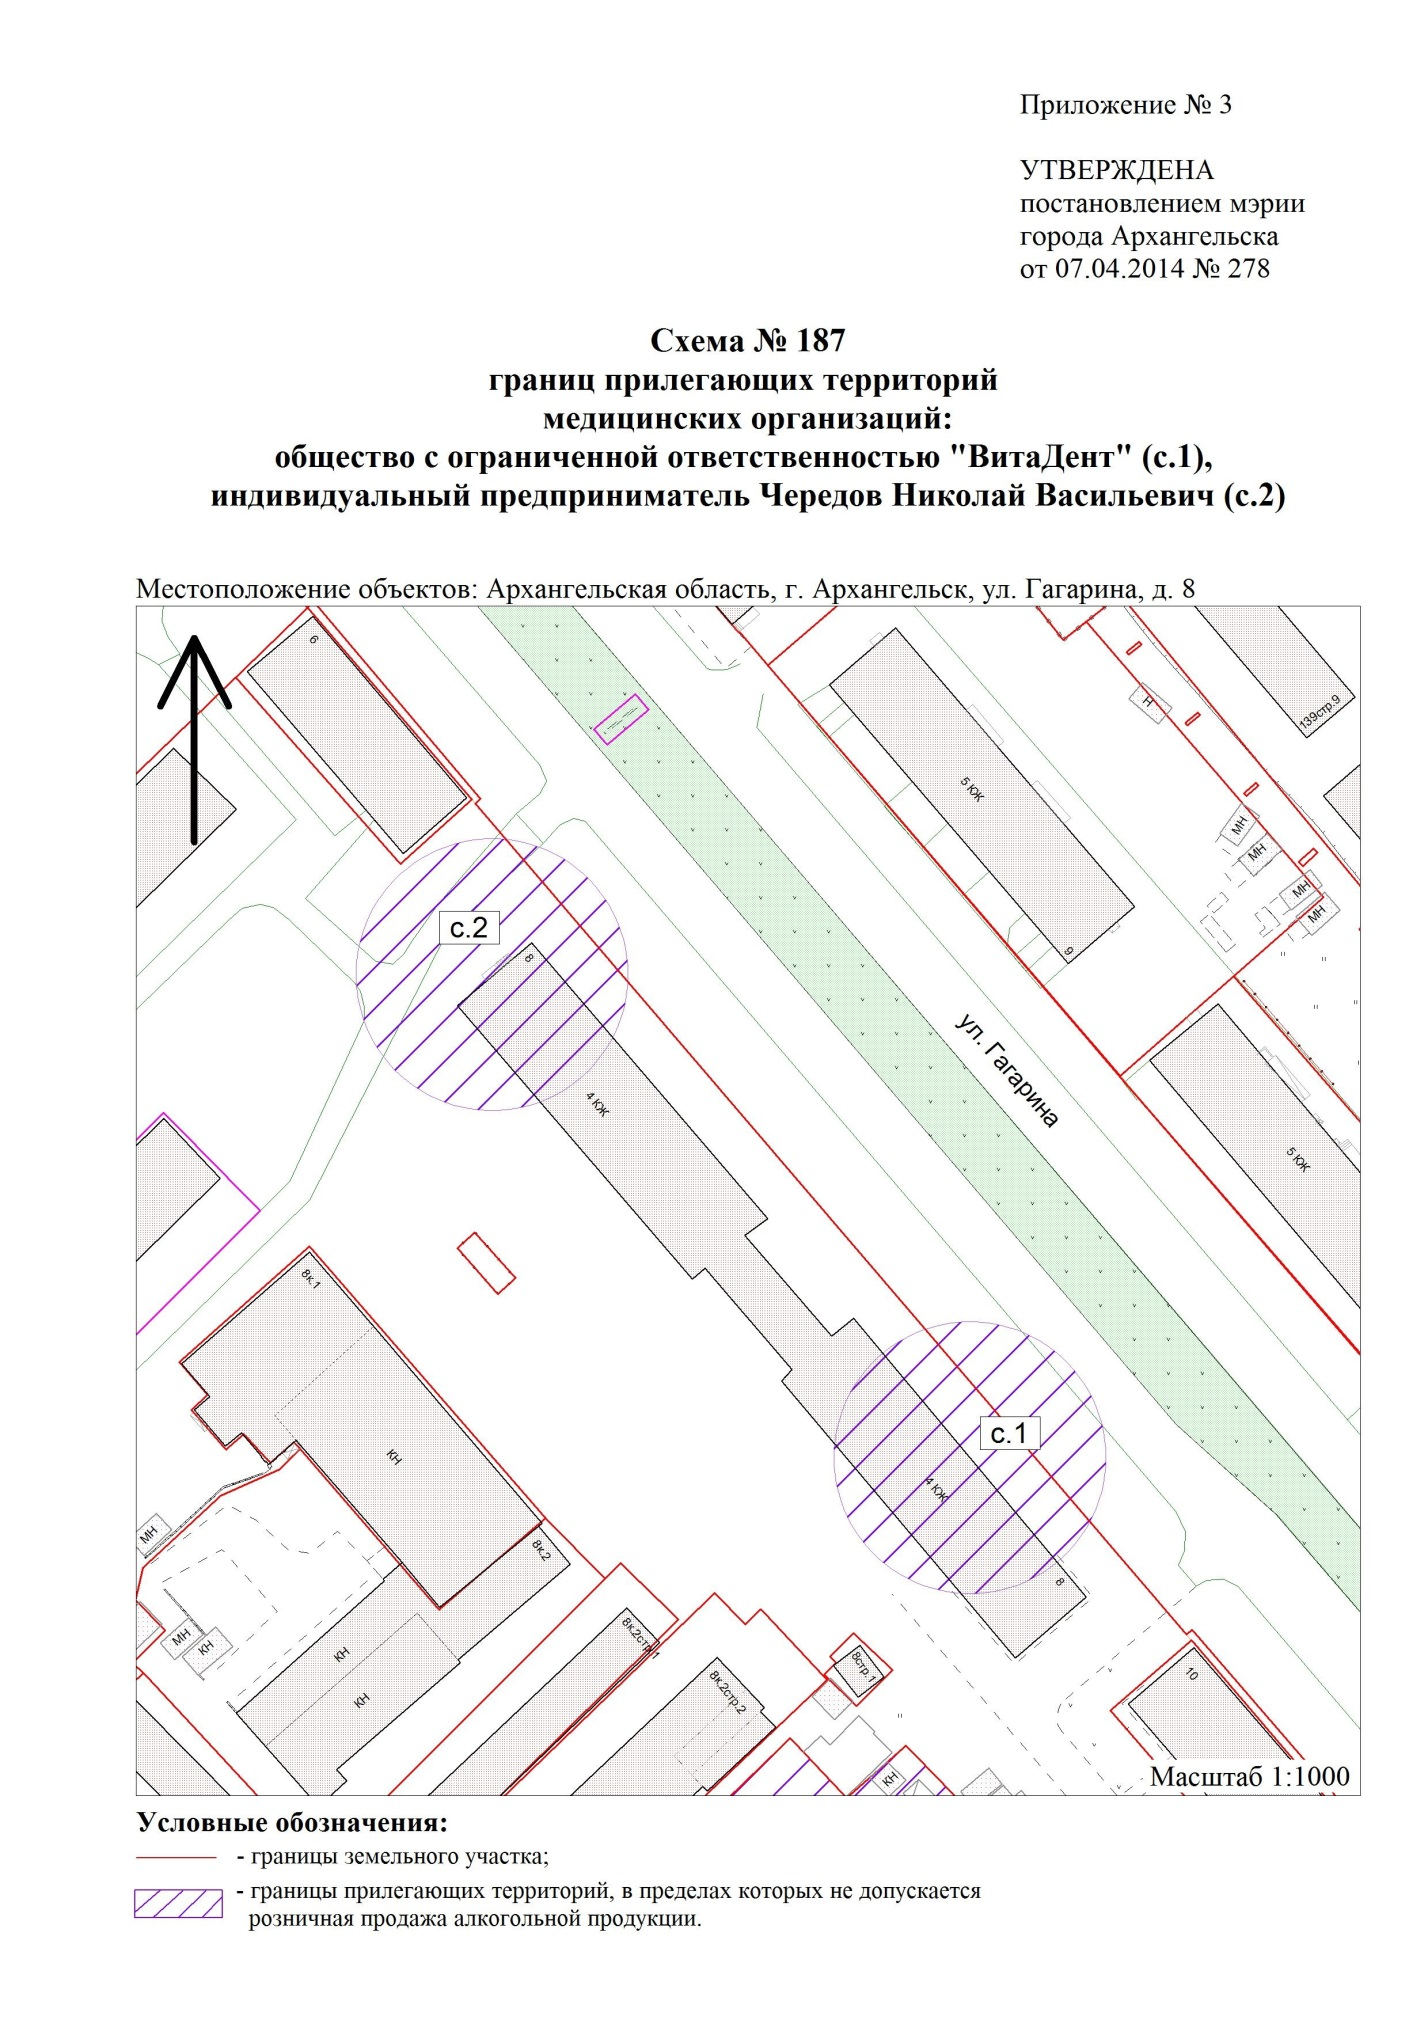 Приложение № 3
УТВЕРЖДЕНА
постановлением мэрии
города Архангельска
от 07.04.2014 № 278
Схема № 187
границ прилегающих территорий
медицинских организаций:
общество с ограниченной ответственностью "ВитаДент" (с.1),
индивидуальный предприниматель Чередов Николай Васильевич (с.2)
Местоположение объектов: Архангельская область, г. Архангельск, ул. Гагарина, д. 8
6
139стр.9
Н
5 КЖ
МН
МН
МН
МН
с.2
8
9
ул. Гагарина
4 КЖ
5 КЖ
8к.1
с.1
КН
4 КЖ
МН
8к.2
8
МН
КН
КН
КН
8к.2стр.1
8к.2стр.2
8стр.1
10
КН
Масштаб 1:1000
Условные обозначения:
- границы земельного участка;
- границы прилегающих территорий, в пределах которых не допускается
розничная продажа алкогольной продукции.